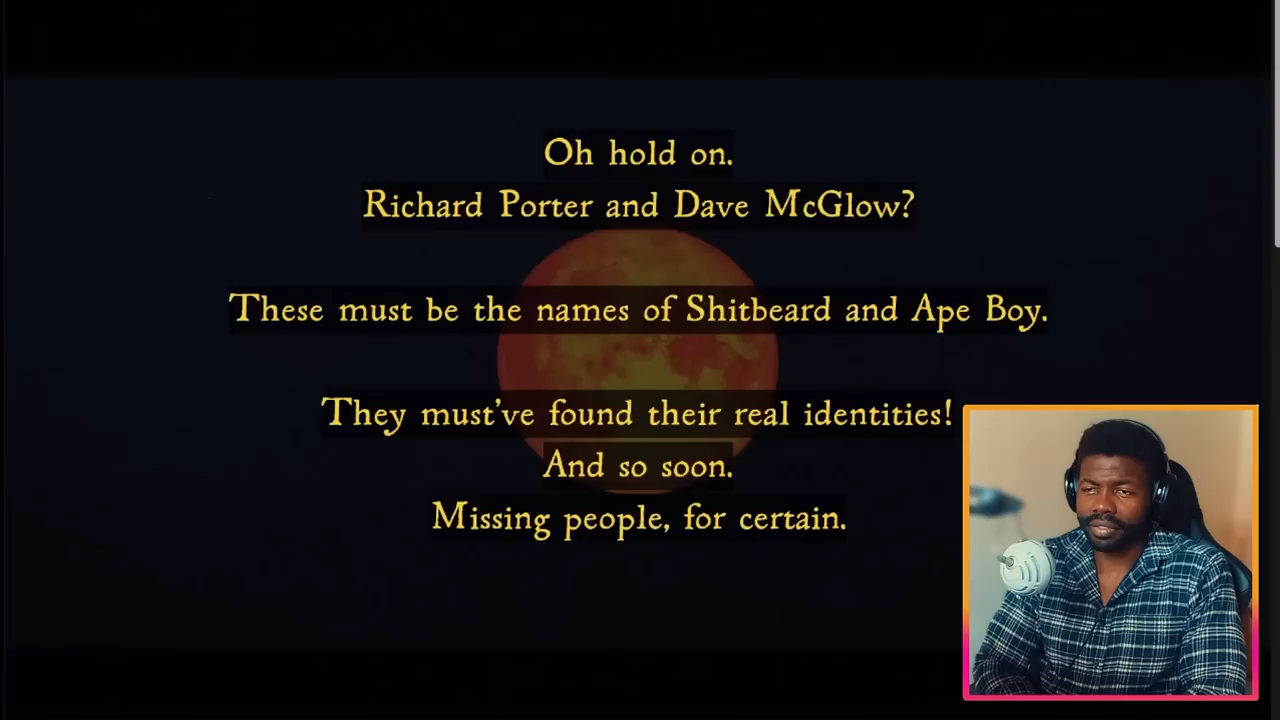 Oh hold on.
Richard Porter and Dave McGlow?
These must be the names of Shitbeard and Ape Boy.
They must've found their real identities!
And so soon.
Missing people, for certain.